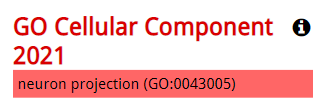 GO Cellular Component
2021
neuron projection (GO:0043005)